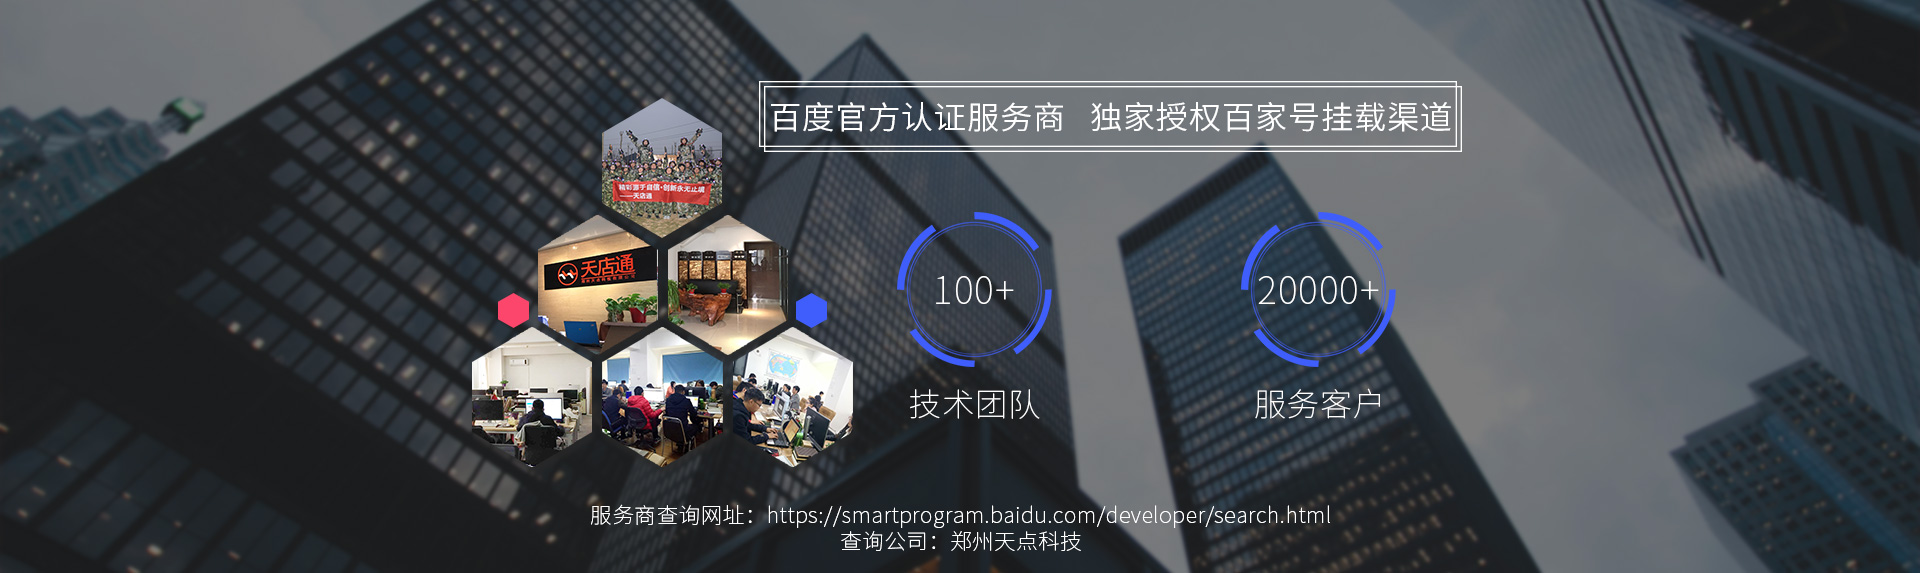 百度官方认证服务商 独家授权百家号挂载渠道
精彩源于自信·创新永无止境
——天店通
天店通
100+
20000+
技术团队
服务客户
服务商查询网址：https://smartprogram.baidu.com/developer/search.html
查询公司：郑州天点科技